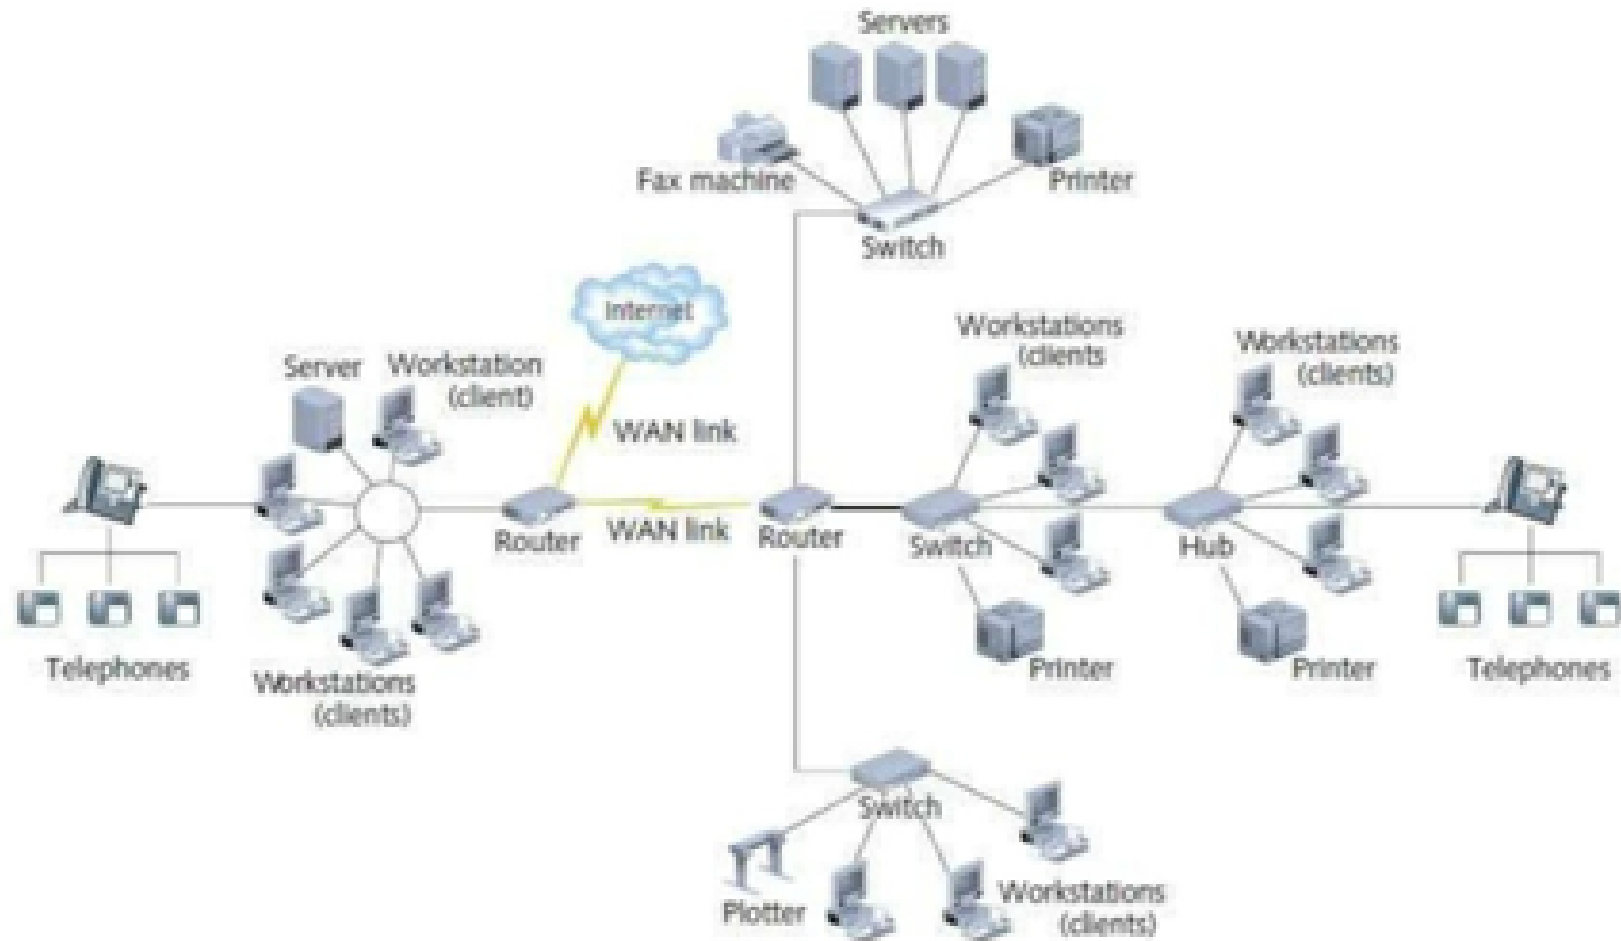 Servers
Fax machine
Printer
Switch
Internet
Workstations
(clients
Workstations
(clients)
Server
Workstation
(client)
WAN link
Router
WAN link
Router
Switch
Hub
Telephones
Workstations
(clients)
Printer
Printer
Telephones
Switch
Plotter
Workstations
(clients)